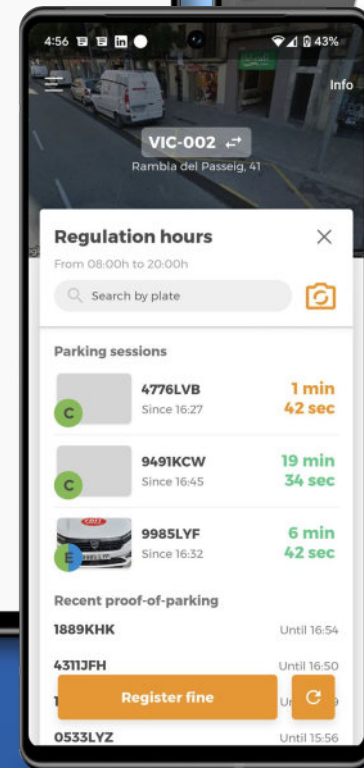 4:56
43%
Info
VIC-002
Rambla del Passeig, 41
Regulation hours
From 08:00h to 20:00h
Search by plate
Parking sessions
C
4776LVB
Since 16:27
1 min
42 sec
C
9491KCW
Since 16:45
19 min
34 sec
E
9985LYF
Since 16:32
6 min
42 sec
Recent proof-of-parking
1889KHK Until 16:54
4311JFH Until 16:50
Register fine
0533LYZ Until 15:56